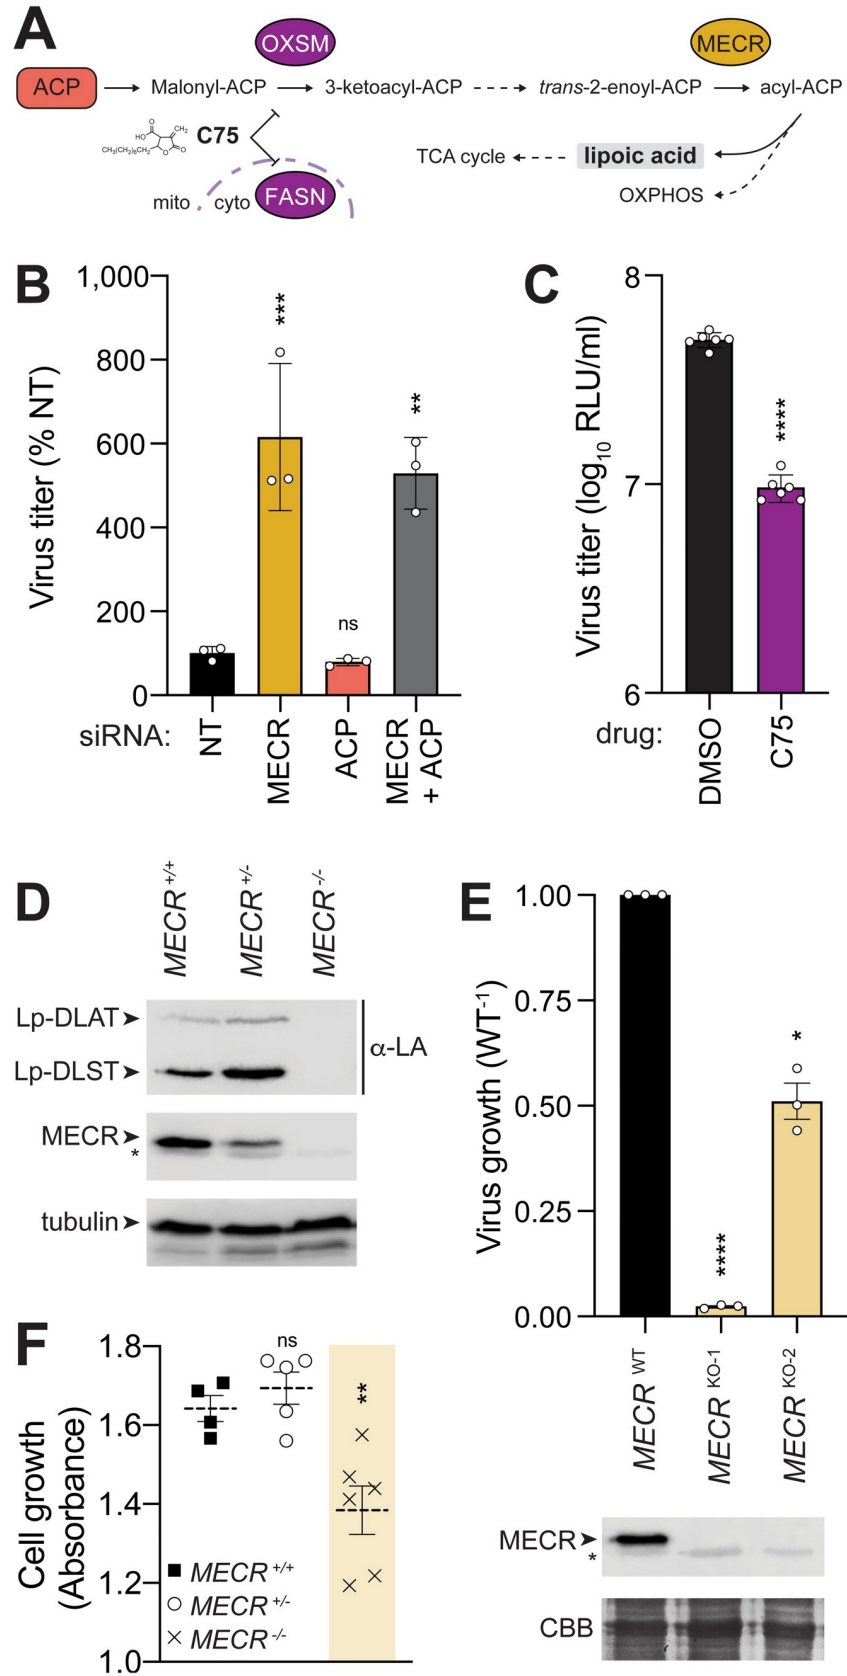 A
OXSM
MECR
ACP
Malonyl-ACP
3-ketoacyl-ACP
trans-2-enoyl-ACP
acyl-ACP
O
HO
CH₂
CH₃(CH₂)₆CH₂
O
O
C75
TCA cycle
lipoic acid
mito
cyto
FASN
OXPHOS
B
Virus titer (% NT)
1,000
800
600
400
200
0
***
ns
**
siRNA:
NT
MECR
ACP
MECR
+ ACP
C
Virus titer (log₁₀ RLU/ml)
8
7
6
****
drug:
DMSO
C75
D
MECR⁺/⁺
MECR⁺/⁻
MECR⁻/⁻
Lp-DLAT
Lp-DLST
α-LA
MECR
*
tubulin
E
Virus growth (WT⁻¹)
1.00
0.75
0.50
0.25
0.00
****
*
MECR WT
MECR KO-1
MECR KO-2
MECR
*
CBB
F
Cell growth
(Absorbance)
1.8
1.6
1.4
1.2
1.0
ns
**
MECR⁺/⁺
MECR⁺/⁻
MECR⁻/⁻